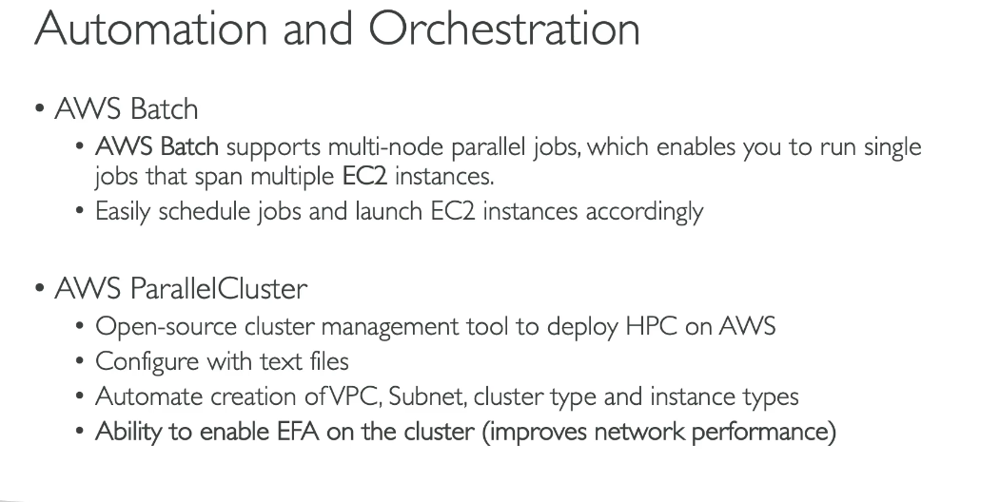 Automation and Orchestration
• AWS Batch
• AWS Batch supports multi-node parallel jobs, which enables you to run single
jobs that span multiple EC2 instances.
• Easily schedule jobs and launch EC2 instances accordingly
• AWS ParallelCluster
• Open-source cluster management tool to deploy HPC on AWS
• Configure with text files
• Automate creation of VPC, Subnet, cluster type and instance types
• Ability to enable EFA on the cluster (improves network performance)